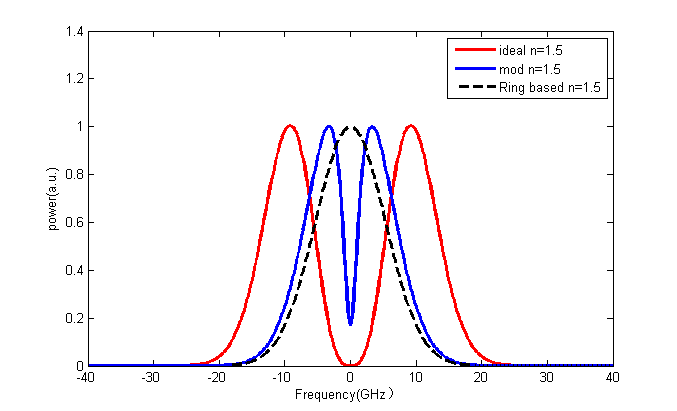 1.4
ideal n=1.5
mod n=1.5
Ring based n=1.5
1.2
1
0.8
power(a.u.)
0.6
0.4
0.2
0
-40 -30 -20 -10 0 10 20 30 40
Frequency(GHz）